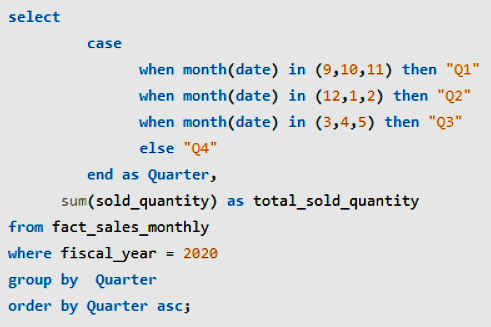 select
case
when month(date) in (9,10,11) then "Q1"
when month(date) in (12,1,2) then "Q2"
when month(date) in (3,4,5) then "Q3"
else "Q4"
end as Quarter,
sum(sold_quantity) as total_sold_quantity
from fact_sales_monthly
where fiscal_year = 2020
group by  Quarter
order by Quarter asc;